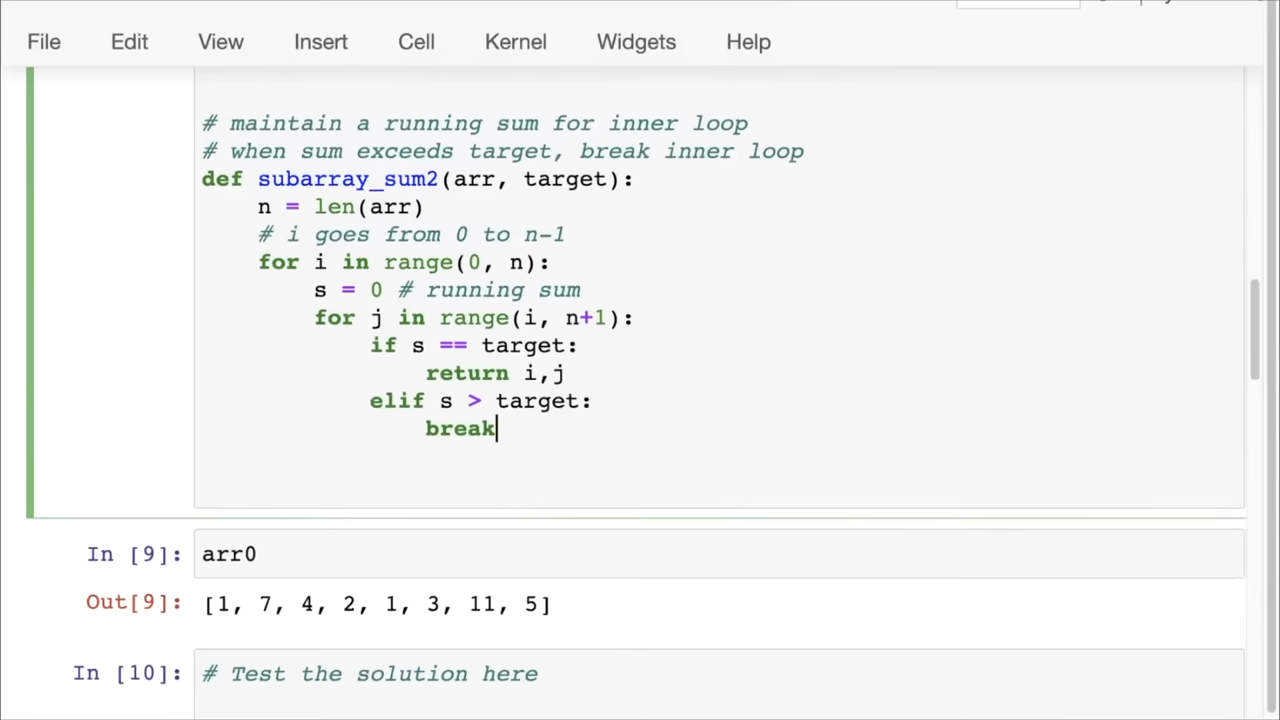 File Edit View Insert Cell Kernel Widgets Help
# maintain a running sum for inner loop
# when sum exceeds target, break inner loop
def subarray_sum2(arr, target):
    n = len(arr)
    # i goes from 0 to n-1
    for i in range(0, n):
        s = 0 # running sum
        for j in range(i, n+1):
            if s == target:
                return i,j
            elif s > target:
                break
In [9]: arr0
Out[9]: [1, 7, 4, 2, 1, 3, 11, 5]
In [10]: # Test the solution here